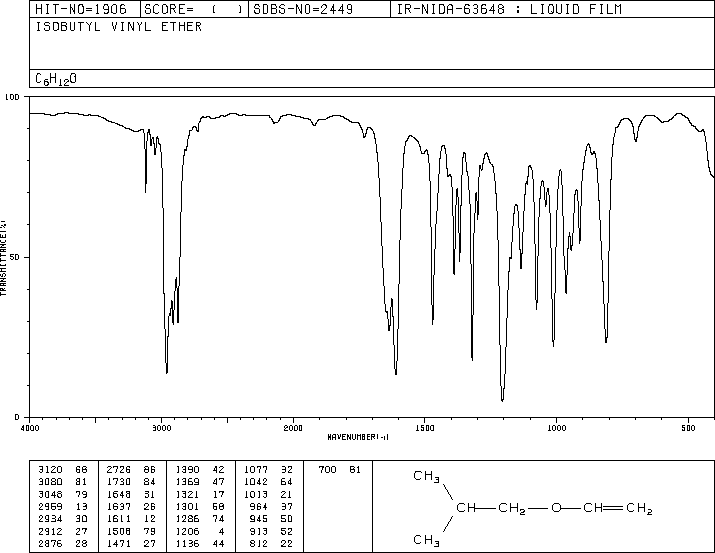 HIT-NO=1906 SCORE= ( ) SDBS-NO=2449 IR-NIDA-63648 : LIQUID FILM
ISOBUTYL VINYL ETHER
C6H12O
100
50
0
TRANSMITTANCE(%)
4000 3000 2000 1500 1000 500
WAVENUMBER(-1)
3120 68 2726 86 1390 42 1077 32 700 81
3080 81 1730 84 1369 47 1042 64
3048 79 1648 31 1321 17 1013 21
2959 13 1637 26 1301 60 964 37
2934 30 1611 12 1286 74 945 50
2912 27 1508 79 1206 4 913 52
2876 28 1471 27 1136 44 812 22
CH3
CH—CH2—O—CH=CH2
CH3